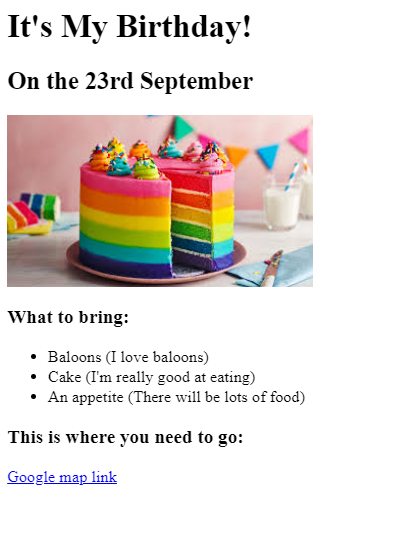 It's My Birthday!
On the 23rd September
What to bring:
Baloons (I love baloons)
Cake (I'm really good at eating)
An appetite (There will be lots of food)
This is where you need to go:
Google map link